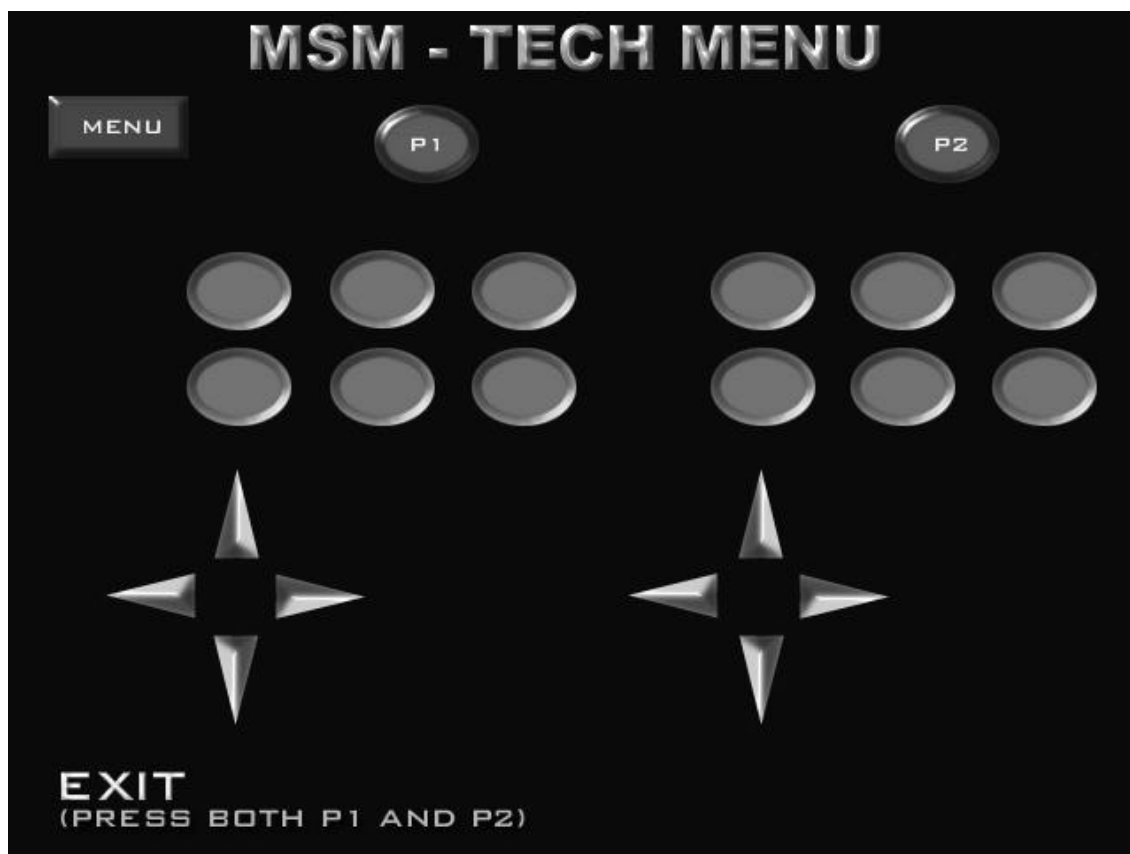 MSM - TECH MENU
MENU
P1
P2
EXIT
(PRESS BOTH P1 AND P2)